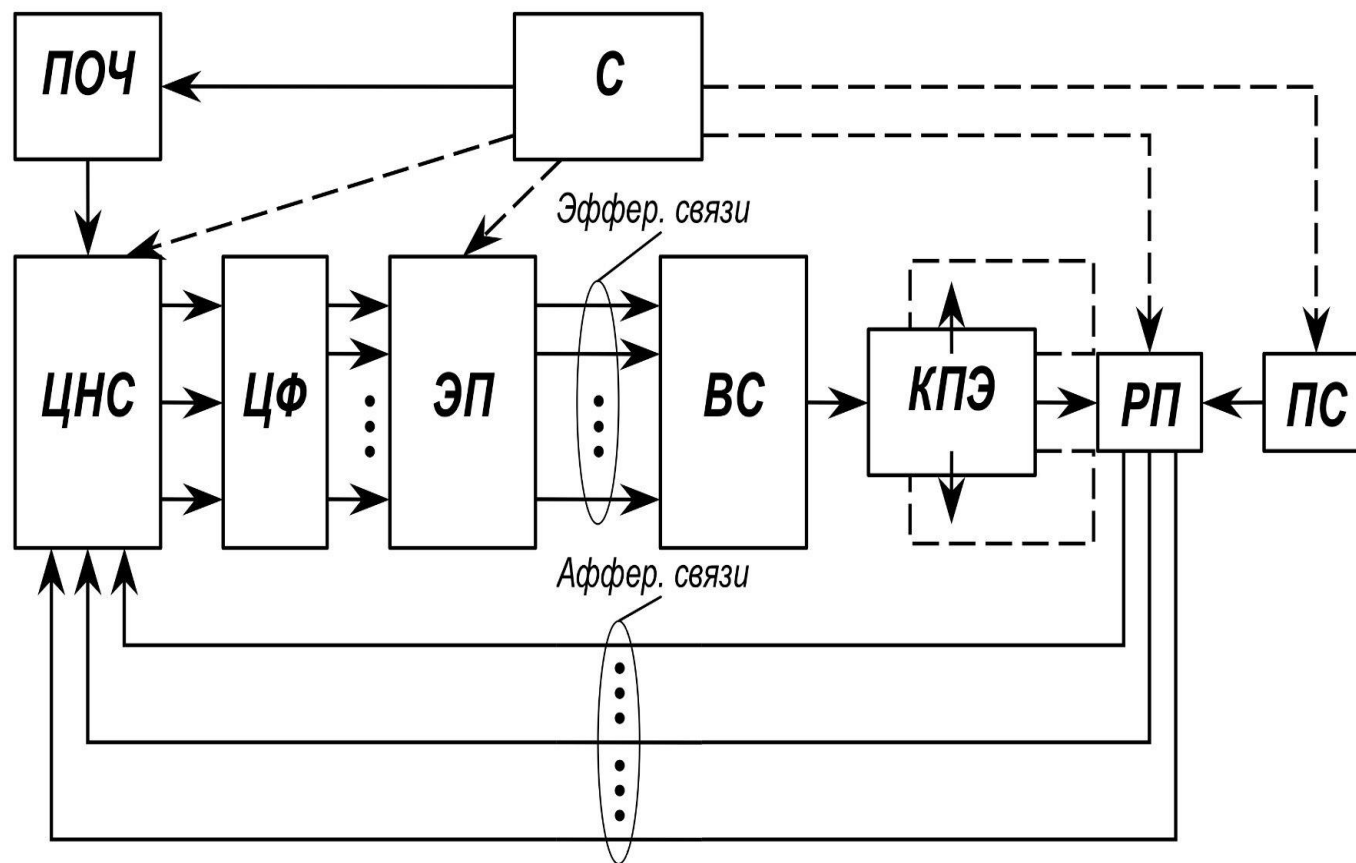 ПОЧ
С
Эффер. связи
ЦНС
ЦФ
ЭП
ВС
КПЭ
РП
ПС
Аффер. связи